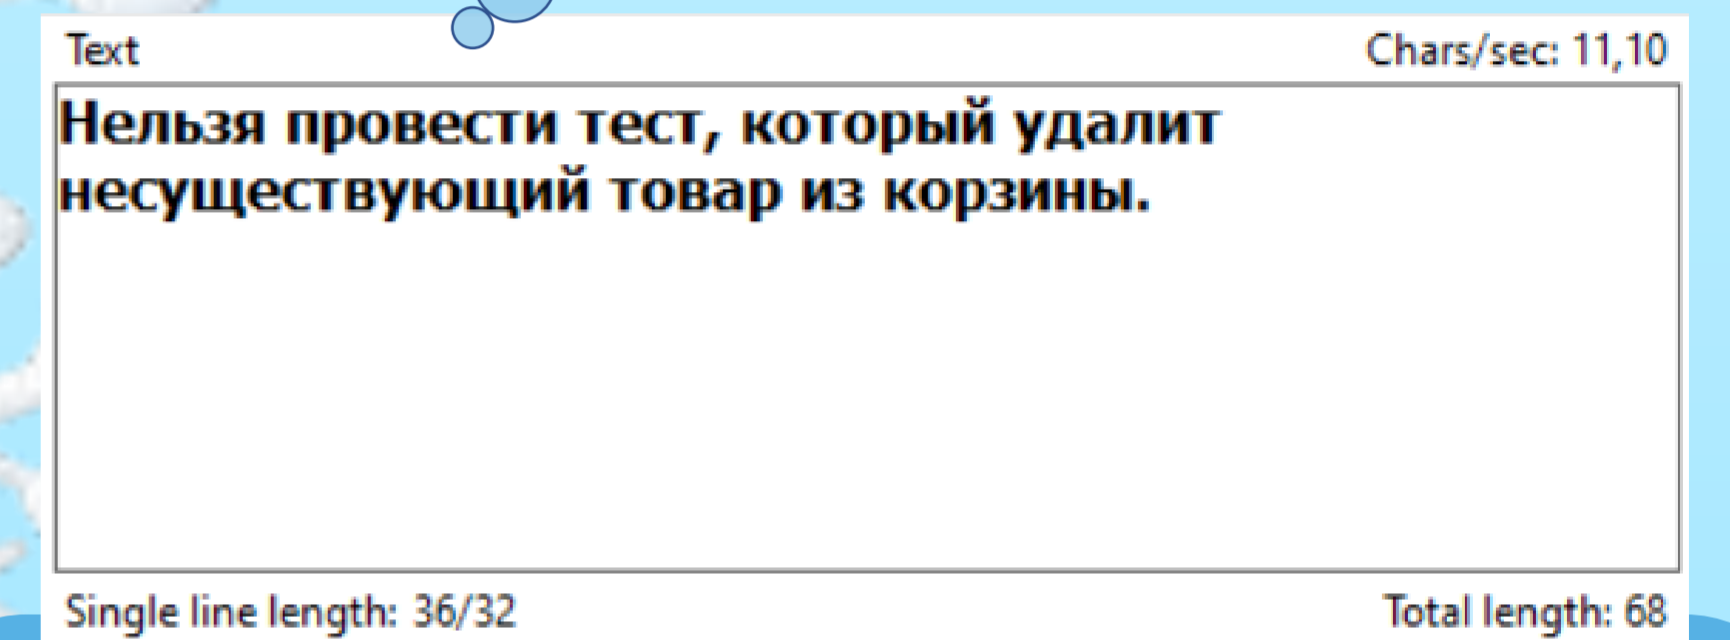 Text
Chars/sec: 11,10
Нельзя провести тест, который удалит
несуществующий товар из корзины.
Single line length: 36/32
Total length: 68